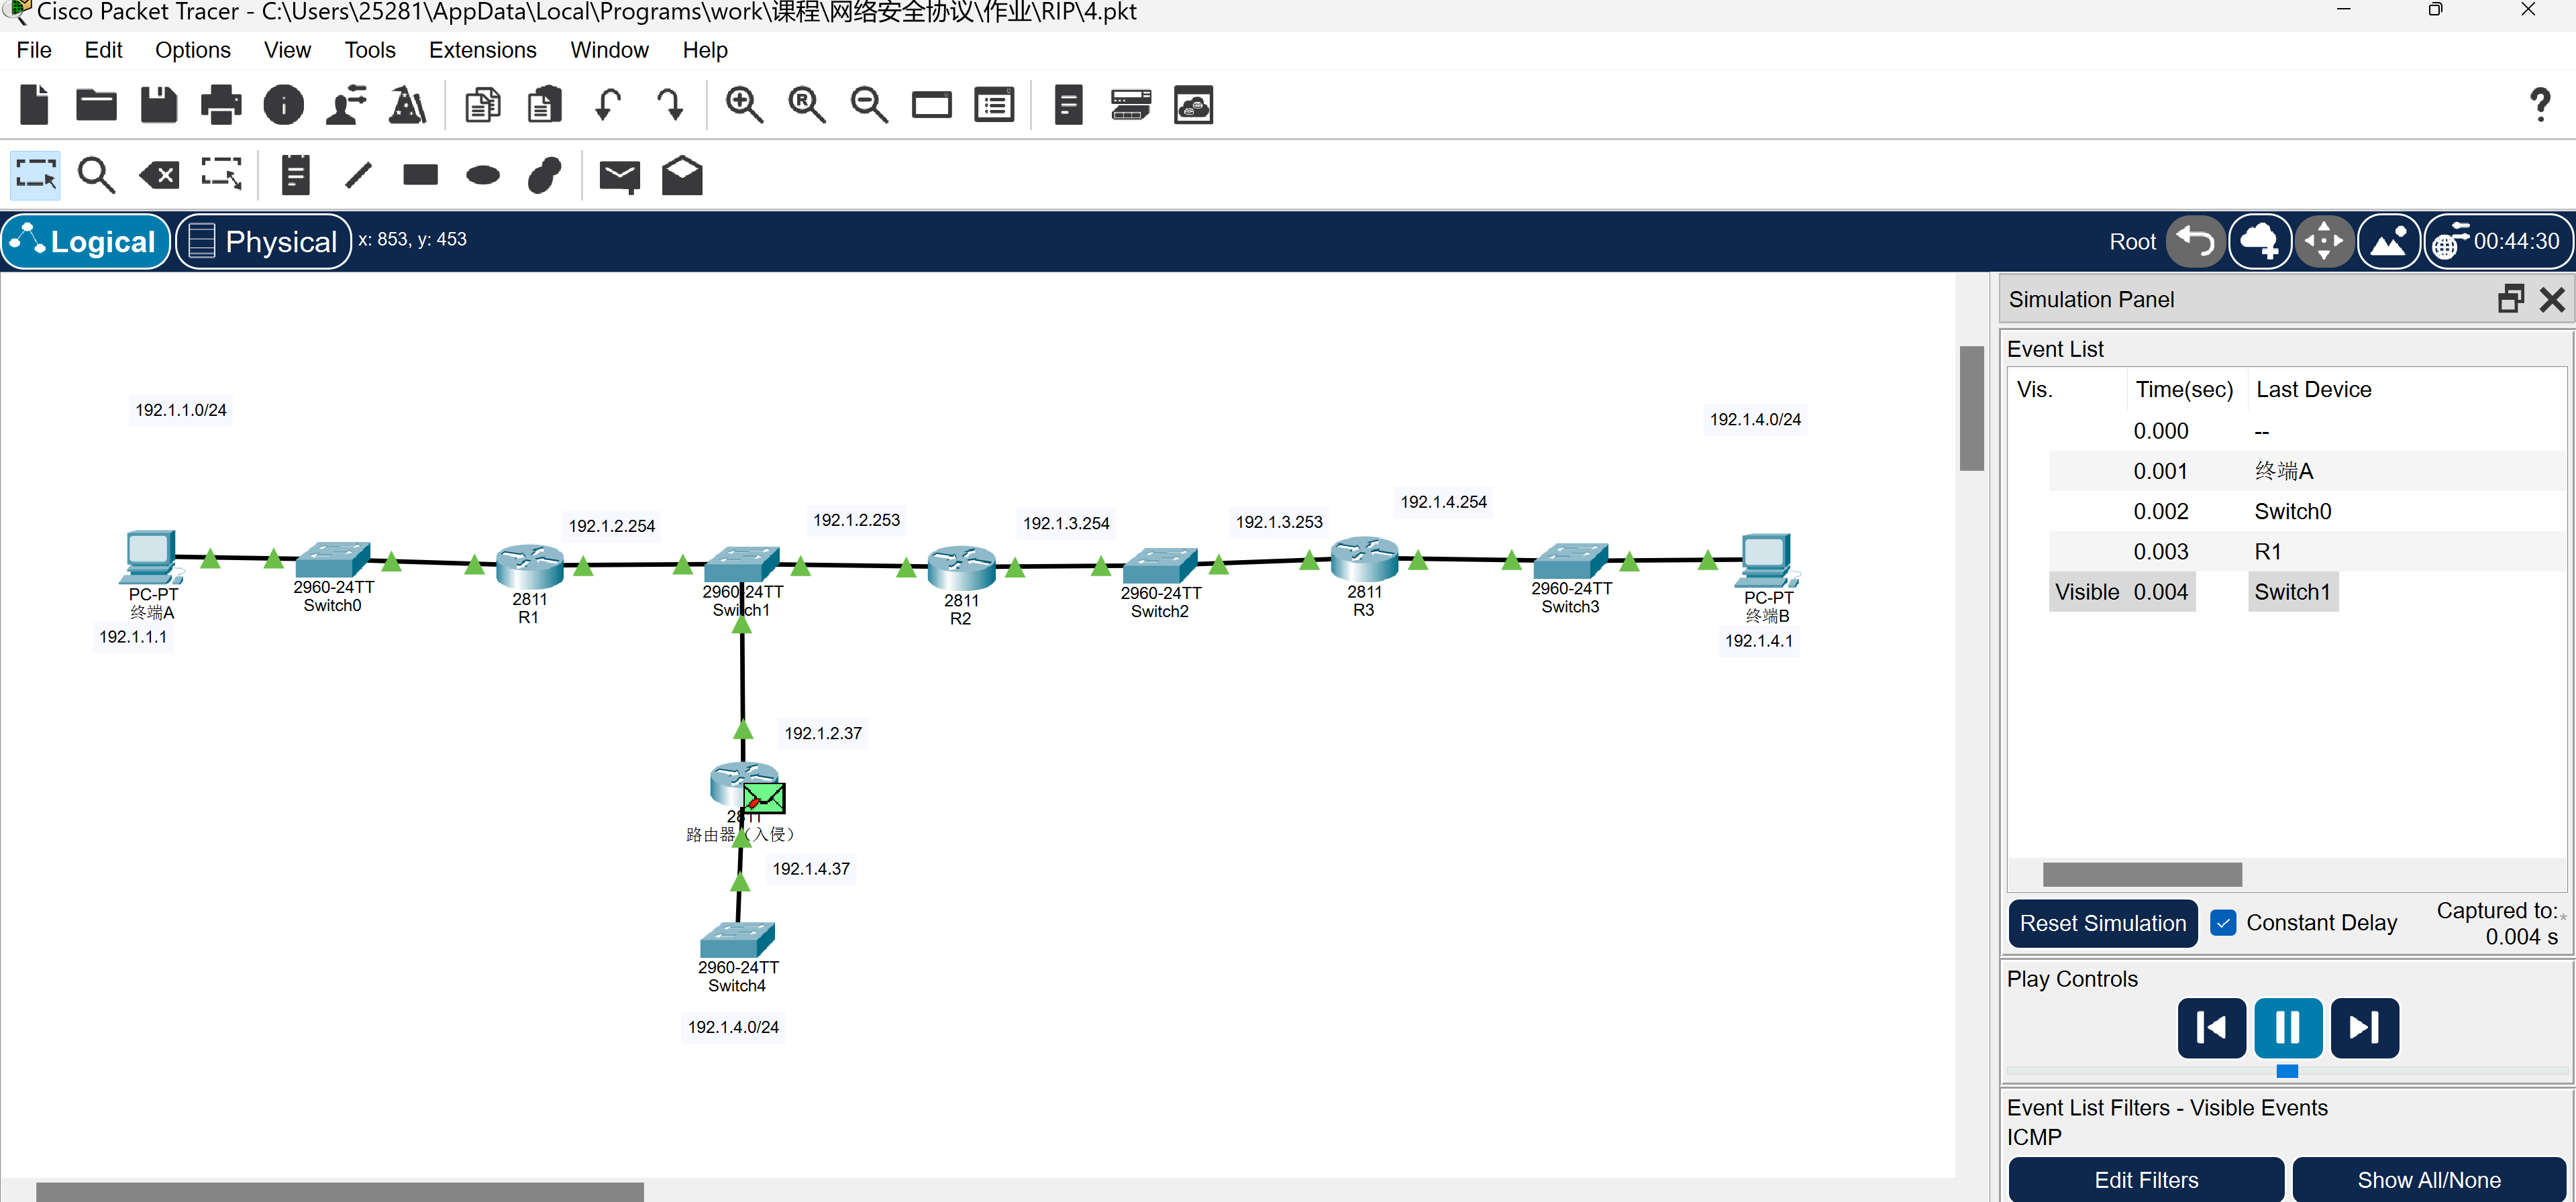 Cisco Packet Tracer - C:\Users\25281\AppData\Local\Programs\work\课程\网络安全协议\作业\RIP\4.pkt
File Edit Options View Tools Extensions Window Help
Logical Physical x: 853, y: 453 Root 00:44:30
Simulation Panel
Event List
Vis. Time(sec) Last Device
0.000 --
0.001 终端A
0.002 Switch0
0.003 R1
Visible 0.004 Switch1
Reset Simulation Constant Delay Captured to: *
0.004 s
Play Controls
Event List Filters - Visible Events
ICMP
Edit Filters Show All/None
192.1.1.0/24
192.1.4.0/24
192.1.2.254
192.1.2.253
192.1.3.254
192.1.3.253
192.1.4.254
PC-PT
终端A
192.1.1.1
2960-24TT
Switch0
2811
R1
2960-24TT
Switch1
2811
R2
2960-24TT
Switch2
2811
R3
2960-24TT
Switch3
PC-PT
终端B
192.1.4.1
192.1.2.37
2811
路由器（入侵）
192.1.4.37
2960-24TT
Switch4
192.1.4.0/24